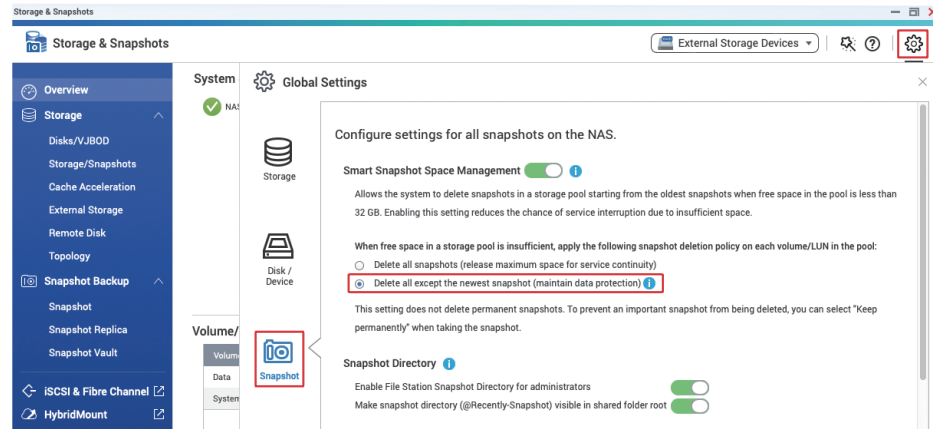 Storage & Snapshots
Storage & Snapshots
External Storage Devices
Overview
Storage
Disks/VJBOD
Storage/Snapshots
Cache Acceleration
External Storage
Remote Disk
Topology
Snapshot Backup
Snapshot
Snapshot Replica
Snapshot Vault
iSCSI & Fibre Channel
HybridMount
System
NAS
Volume/
Volum
Data
System
Global Settings
Storage
Disk /
Device
Snapshot
Configure settings for all snapshots on the NAS.
Smart Snapshot Space Management
Allows the system to delete snapshots in a storage pool starting from the oldest snapshots when free space in the pool is less than
32 GB. Enabling this setting reduces the chance of service interruption due to insufficient space.
When free space in a storage pool is insufficient, apply the following snapshot deletion policy on each volume/LUN in the pool:
Delete all snapshots (release maximum space for service continuity)
Delete all except the newest snapshot (maintain data protection)
This setting does not delete permanent snapshots. To prevent an important snapshot from being deleted, you can select "Keep
permanently" when taking the snapshot.
Snapshot Directory
Enable File Station Snapshot Directory for administrators
Make snapshot directory (@Recently-Snapshot) visible in shared folder root